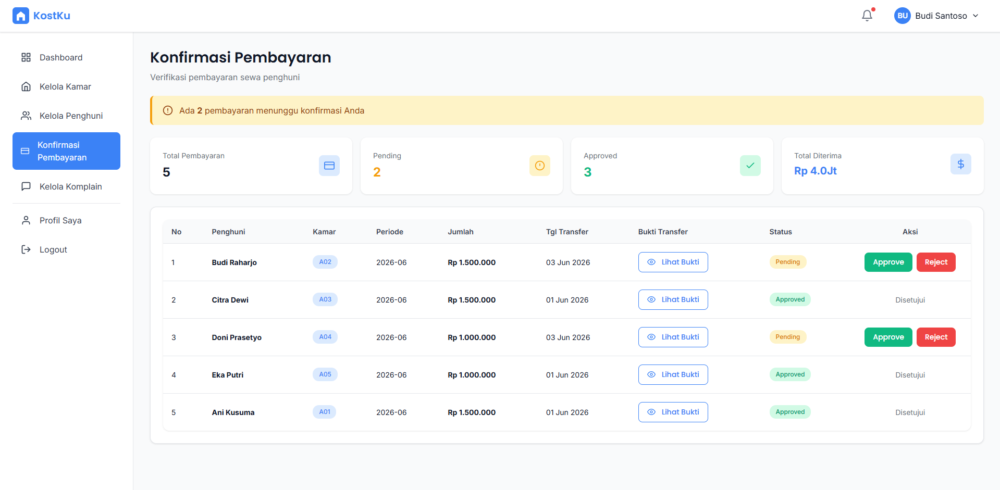 KostKu
BU Budi Santoso
Dashboard
Kelola Kamar
Kelola Penghuni
Konfirmasi
Pembayaran
Kelola Komplain
Profil Saya
Logout
Konfirmasi Pembayaran
Verifikasi pembayaran sewa penghuni
Ada 2 pembayaran menunggu konfirmasi Anda
Total Pembayaran
5
Pending
2
Approved
3
Total Diterima
Rp 4.0Jt
No Penghuni Kamar Periode Jumlah Tgl Transfer Bukti Transfer Status Aksi
1 Budi Raharjo A02 2026-06 Rp 1.500.000 03 Jun 2026 Lihat Bukti Pending Approve Reject
2 Citra Dewi A03 2026-06 Rp 1.500.000 01 Jun 2026 Lihat Bukti Approved Disetujui
3 Doni Prasetyo A04 2026-06 Rp 1.000.000 03 Jun 2026 Lihat Bukti Pending Approve Reject
4 Eka Putri A05 2026-06 Rp 1.000.000 01 Jun 2026 Lihat Bukti Approved Disetujui
5 Ani Kusuma A01 2026-06 Rp 1.500.000 01 Jun 2026 Lihat Bukti Approved Disetujui